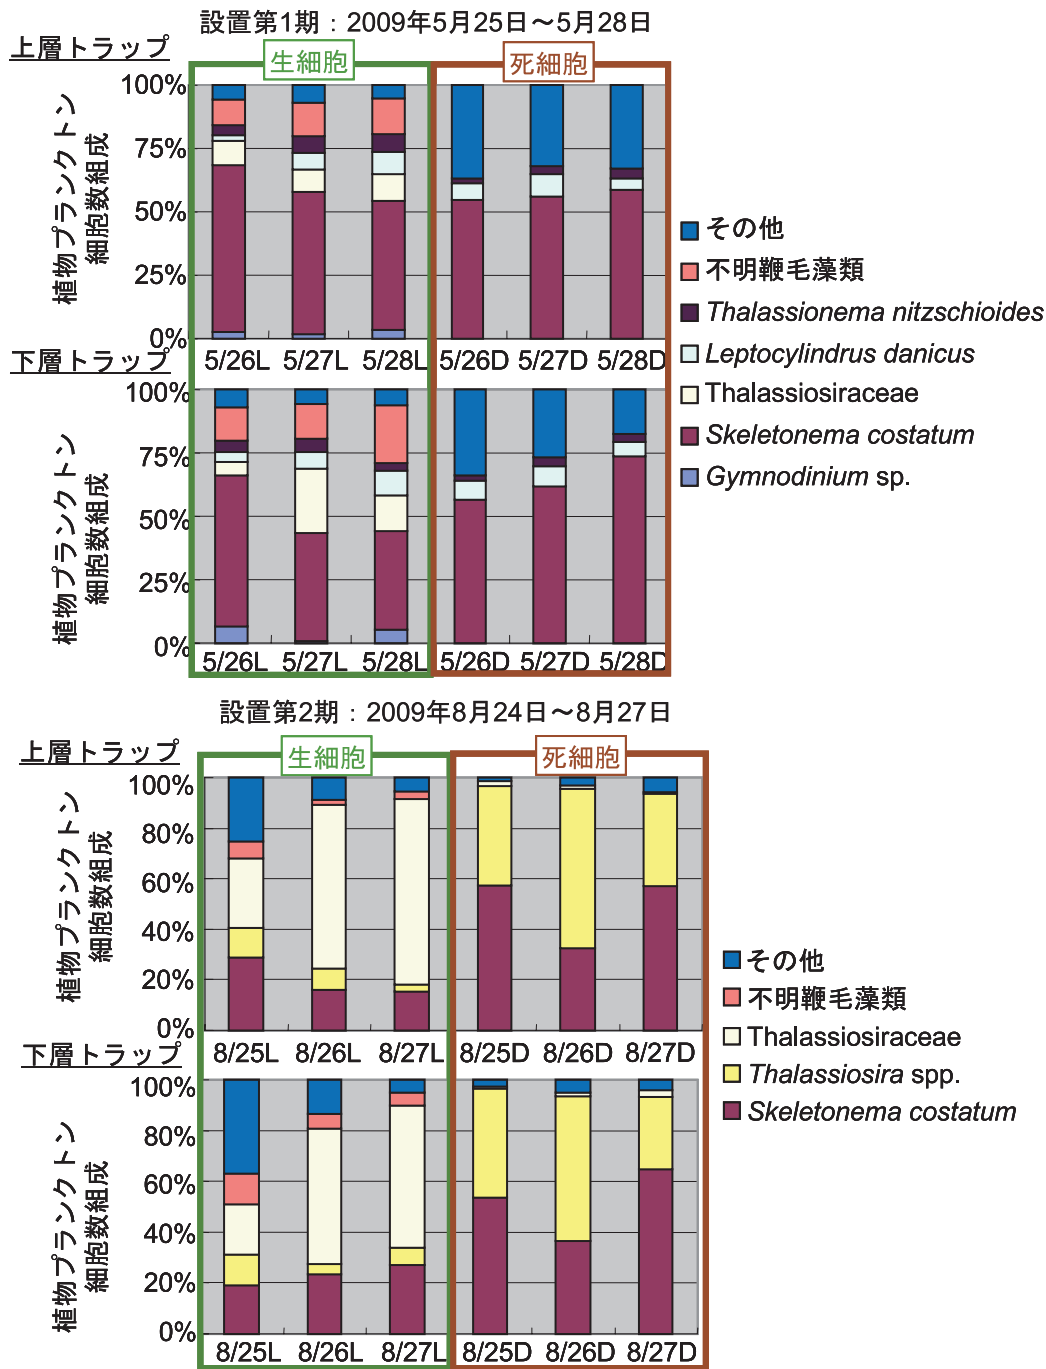 設置第1期：2009年5月25日～5月28日
上層トラップ
生細胞
死細胞
植物プランクトン
細胞数組成
100%
75%
50%
25%
0%
5/26L 5/27L 5/28L 5/26D 5/27D 5/28D
下層トラップ
植物プランクトン
細胞数組成
100%
75%
50%
25%
0%
5/26L 5/27L 5/28L 5/26D 5/27D 5/28D
その他
不明鞭毛藻類
Thalassionema nitzschioides
Leptocylindrus danicus
Thalassiosiraceae
Skeletonema costatum
Gymnodinium sp.
設置第2期：2009年8月24日～8月27日
上層トラップ
生細胞
死細胞
植物プランクトン
細胞数組成
100%
80%
60%
40%
20%
0%
8/25L 8/26L 8/27L 8/25D 8/26D 8/27D
下層トラップ
植物プランクトン
細胞数組成
100%
80%
60%
40%
20%
0%
8/25L 8/26L 8/27L 8/25D 8/26D 8/27D
その他
不明鞭毛藻類
Thalassiosiraceae
Thalassiosira spp.
Skeletonema costatum